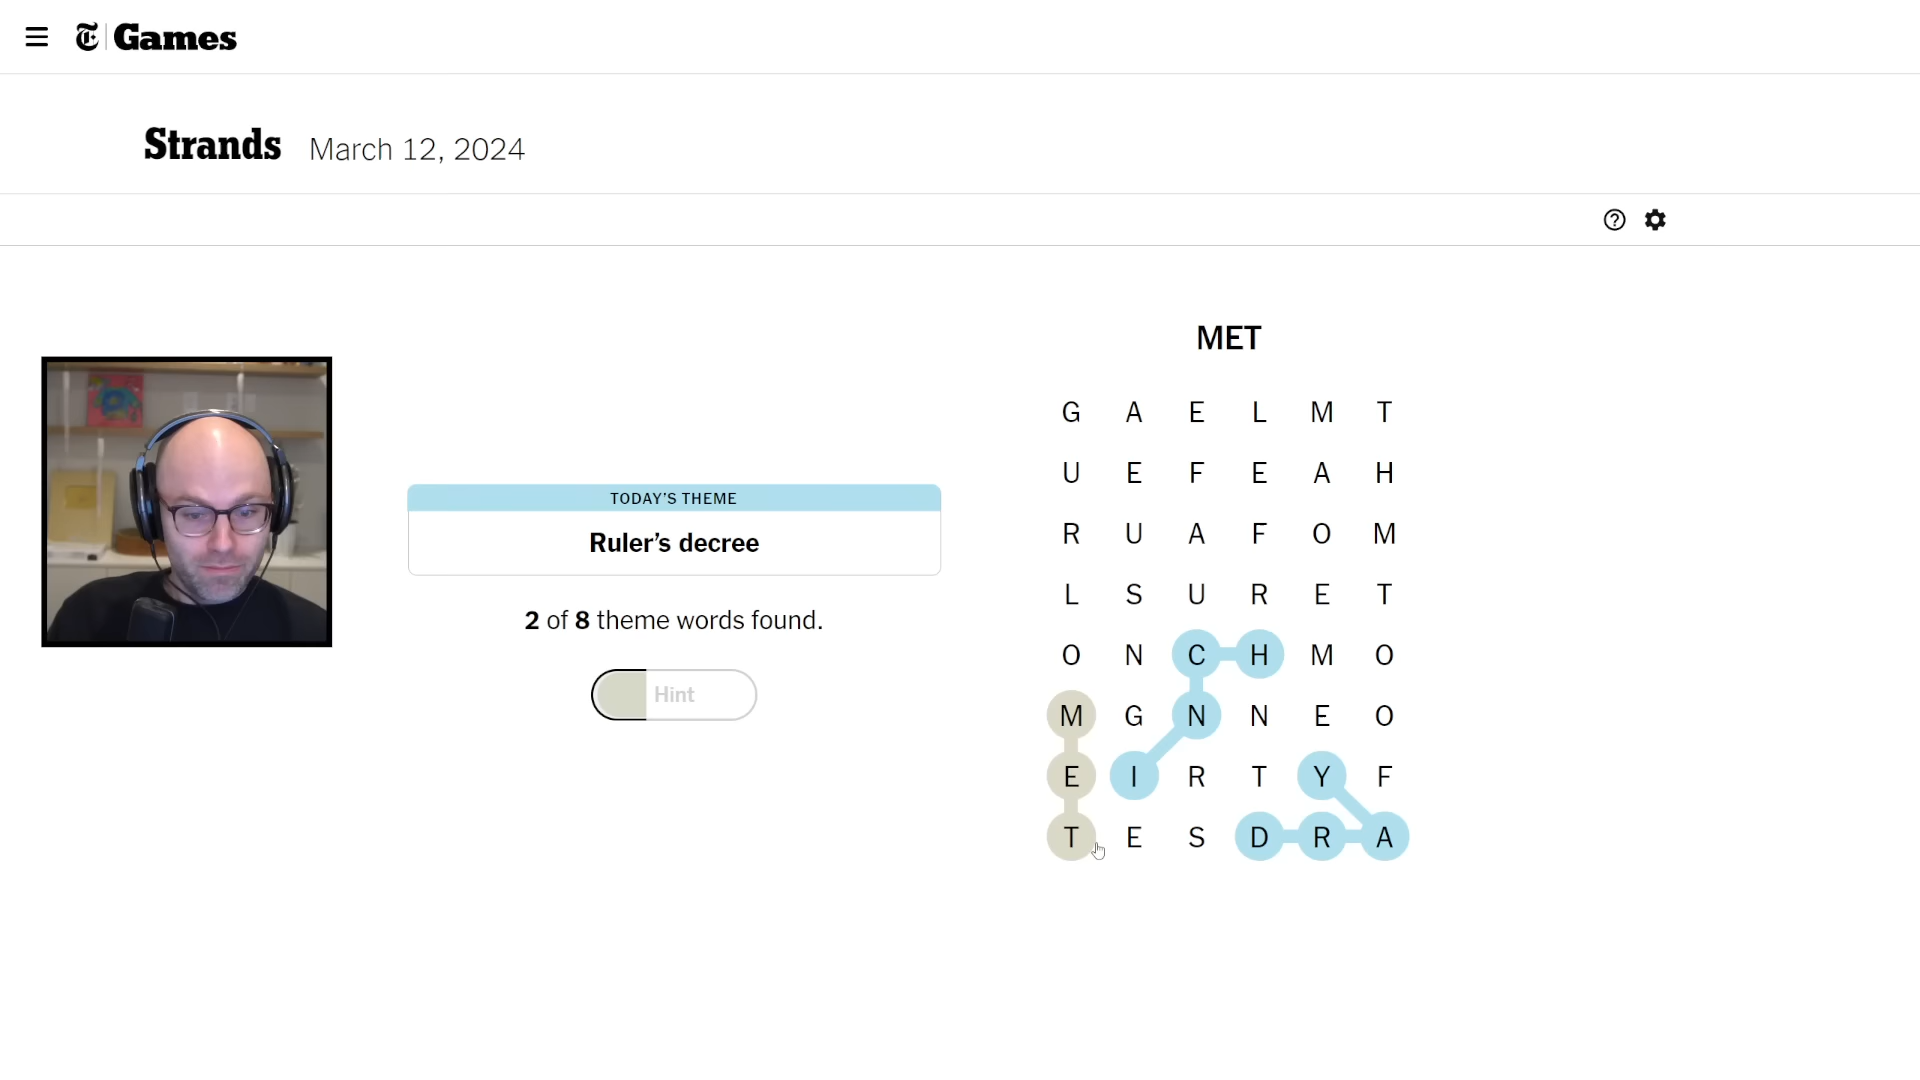 T Games
Strands March 12, 2024
TODAY'S THEME
Ruler's decree
2 of 8 theme words found.
Hint
MET
G A E L M T
U E F E A H
R U A F O M
L S U R E T
O N C H M O
M G N N E O
E I R T Y F
T E S D R A